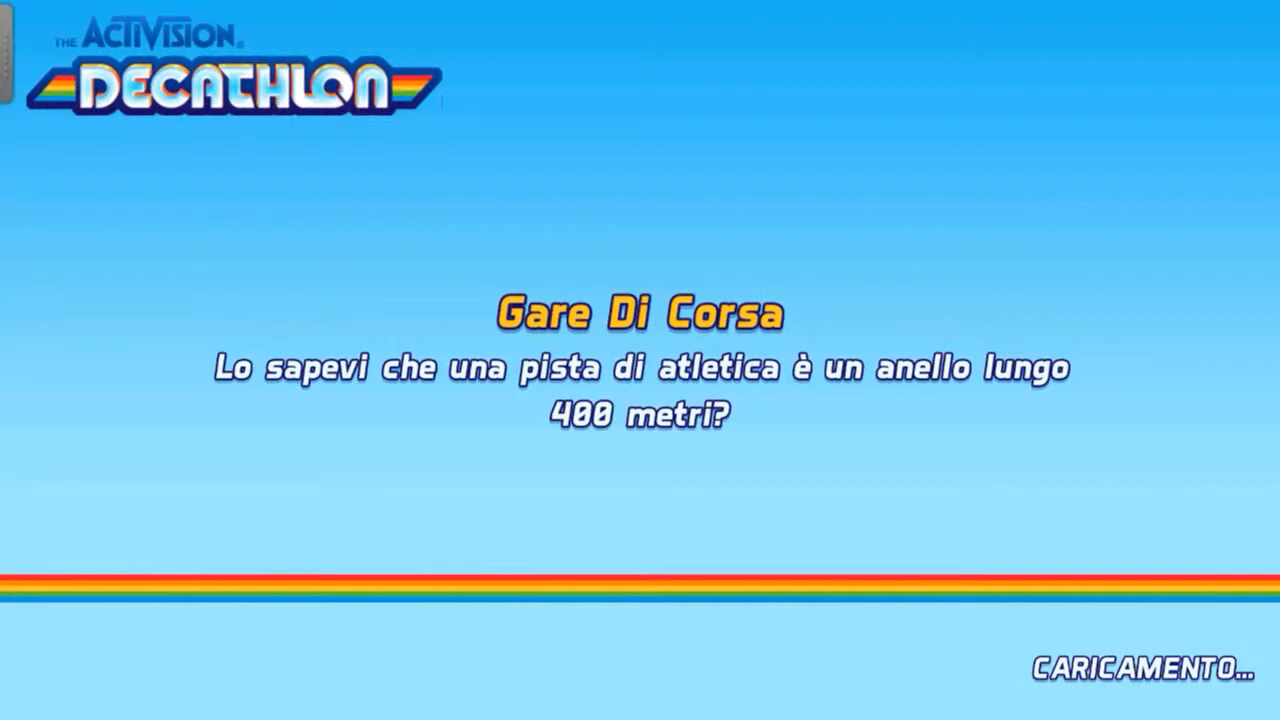 THE ACTIVISION®
DECATHLON
Gare Di Corsa
Lo sapevi che una pista di atletica è un anello lungo
400 metri?
CARICAMENTO...